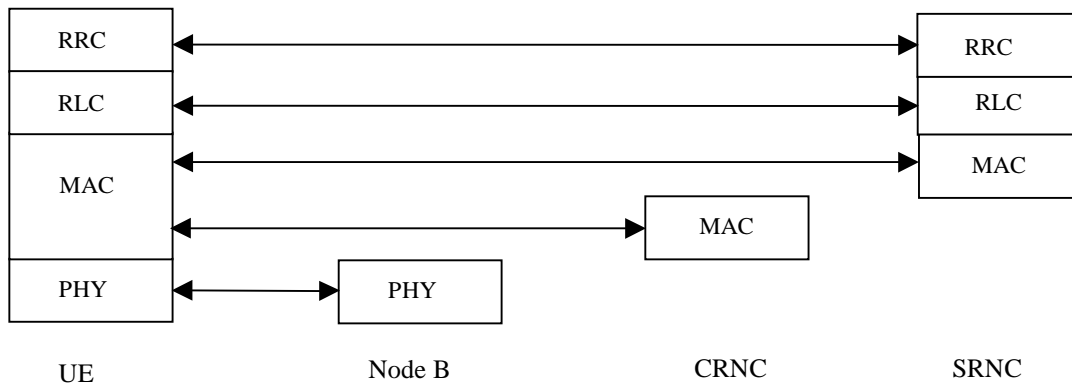 RRC
RRC
RLC
RLC
MAC
MAC
MAC
PHY
PHY
UE
Node B
CRNC
SRNC